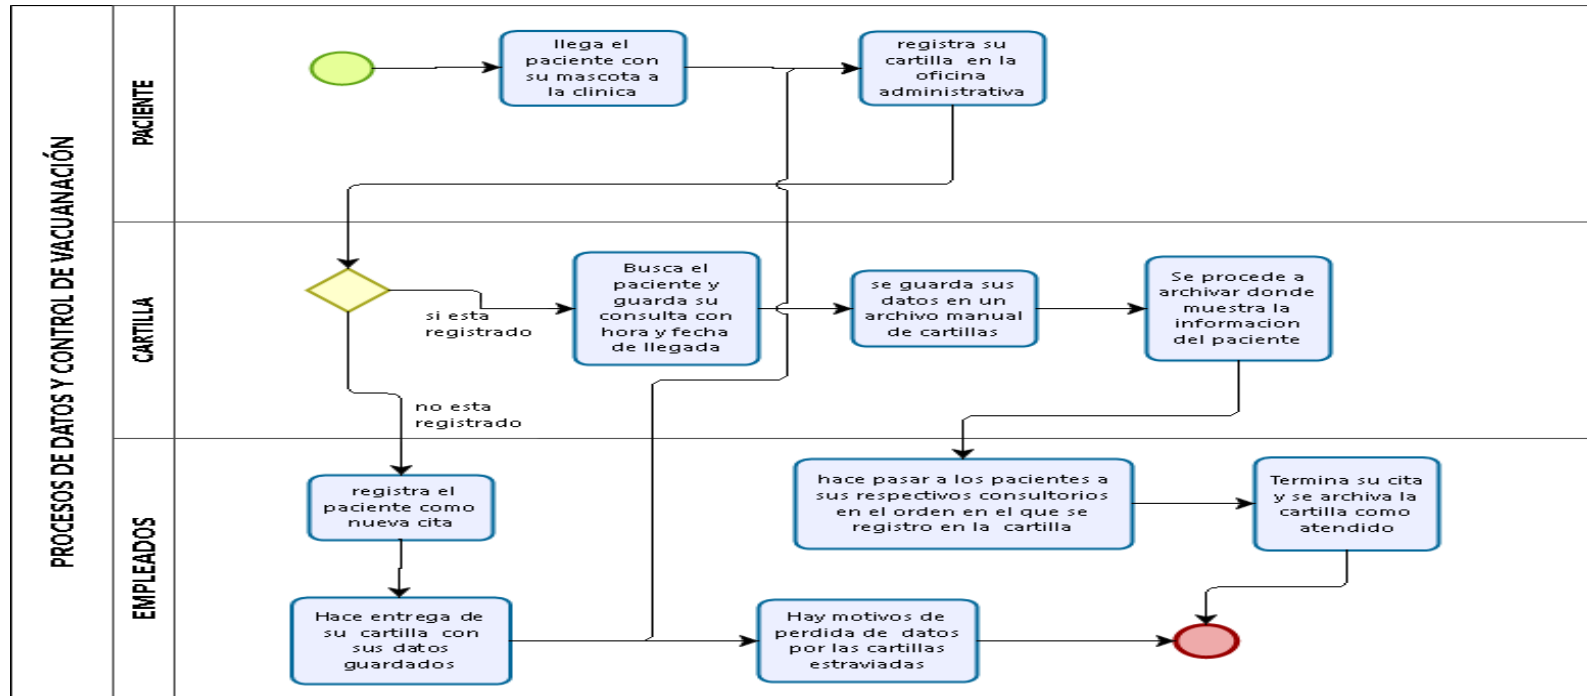 PROCESOS DE DATOS Y CONTROL DE VACUANACIÓN
PACIENTE
llega el
paciente con
su mascota a
la clinica
registra su
cartilla en la
oficina
administrativa
CARTILLA
si esta
registrado
Busca el
paciente y
guarda su
consulta con
hora y fecha
de llegada
se guarda sus
datos en un
archivo manual
de cartillas
Se procede a
archivar donde
muestra la
informacion
del paciente
no esta
registrado
EMPLEADOS
registra el
paciente como
nueva cita
hace pasar a los pacientes a
sus respectivos consultorios
en el orden en el que se
registro en la cartilla
Termina su cita
y se archiva la
cartilla como
atendido
Hace entrega de
su cartilla con
sus datos
guardados
Hay motivos de
perdida de datos
por las cartillas
estraviadas